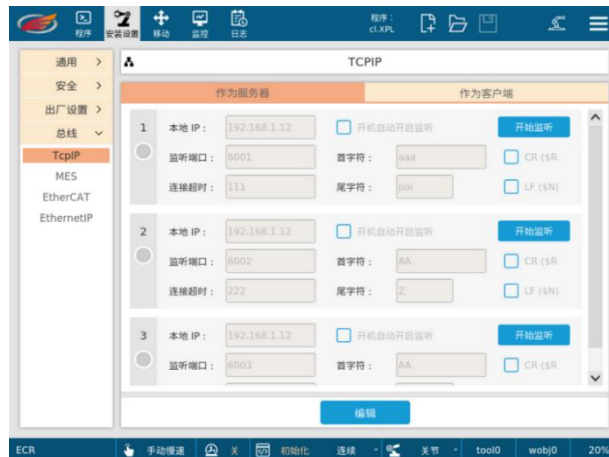 程序 安装设置 移动 监控 日志 程序： cl.XPL
通用 >
安全 >
出厂设置 >
总线
TcpIP
MES
EtherCAT
EthernetIP
TCPIP
作为服务器 作为客户端
1 本地 IP： 192.168.1.12 开机自动开启监听 开始监听
监听端口： 6001 首字符： aaa CR ($R
连接超时： 111 尾字符： poi LF ($N)
2 本地 IP： 192.168.1.12 开机自动开启监听 开始监听
监听端口： 6002 首字符： AA CR ($R
连接超时： 222 尾字符： Z LF ($N)
3 本地 IP： 192.168.1.12 开机自动开启监听 开始监听
监听端口： 6003 首字符： AA CR ($R
编辑
ECR 手动慢速 关 初始化 连续 关节 tool0 wobj0 20%